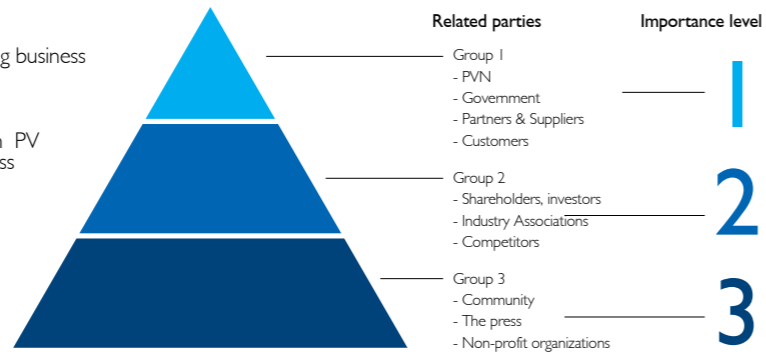 g business
PV
ss
Related parties
Importance level
Group 1
- PVN
- Government
- Partners & Suppliers
- Customers
1
Group 2
- Shareholders, investors
- Industry Associations
- Competitors
2
Group 3
- Community
- The press
- Non-profit organizations
3